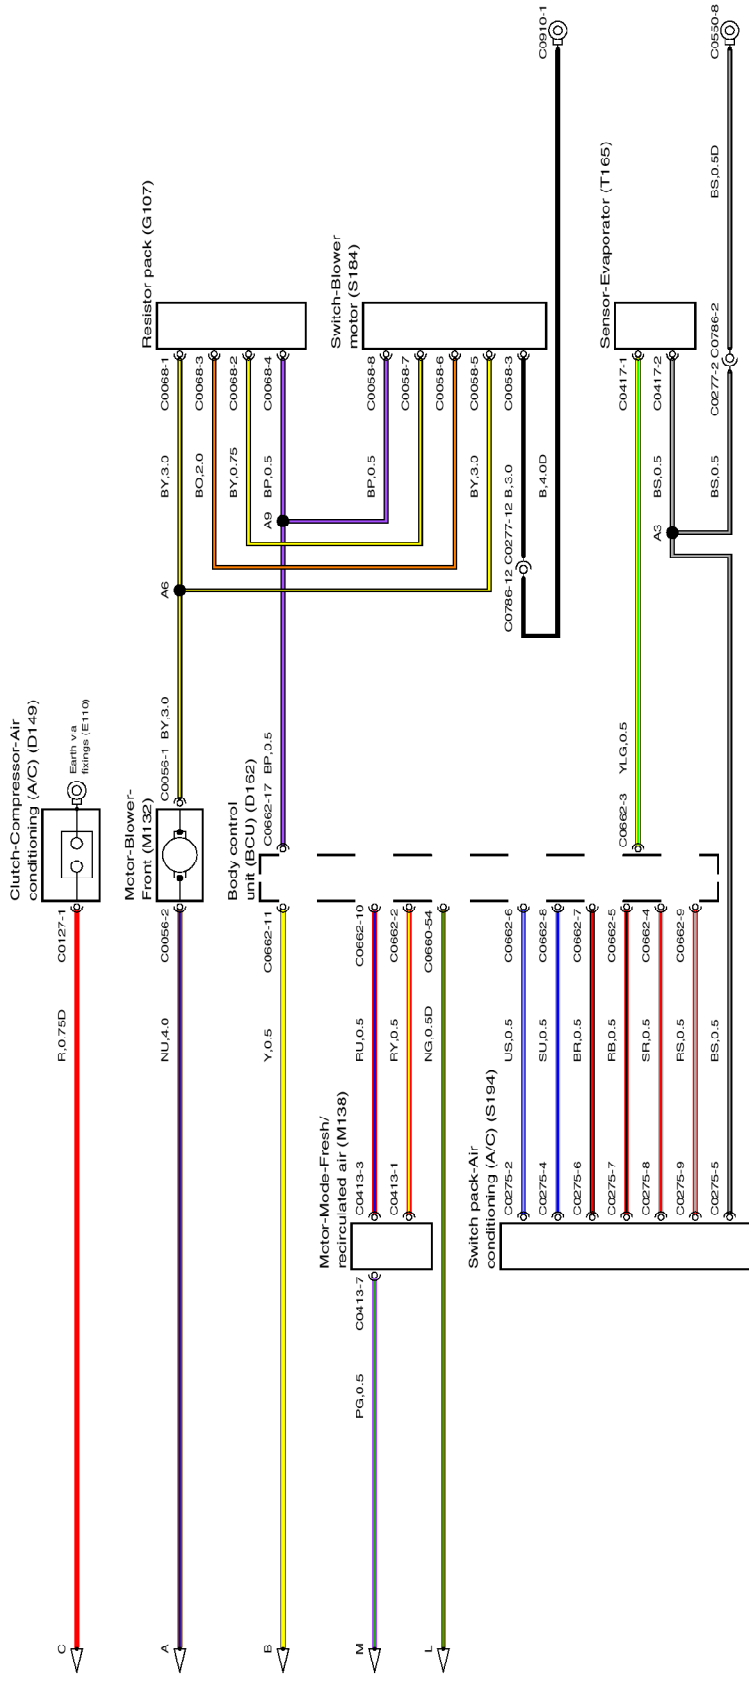 Clutch-Compressor-Air
conditioning (A/C) (D149)
C
R,0.75D
C0127-1
Earth via
fixings (E110)
Motor-Blower-
Front (M132)
A
NU,4.0
C0056-2
C0056-1
BY,3.0
A6
BY,3.0
C0068-1
Resistor pack (G107)
BO,2.0
C0068-3
BY,0.75
C0068-2
Body control
unit (BCU) (D162)
B
Y,0.5
C0662-11
C0662-17
BP,0.5
A9
BP,0.5
C0068-4
Motor-Mode-Fresh/
recirculated air (M138)
M
PG,0.5
C0413-7
C0413-3
RU,0.5
C0662-10
C0413-1
RY,0.5
C0662-2
L
NG,0.5D
C0660-54
Switch-Blower
motor (S184)
BP,0.5
C0058-8
C0058-7
C0058-6
BY,3.0
C0058-5
C0786-12
C0277-12
B,3.0
C0058-3
B,4.0D
C0910-1
Switch pack-Air
conditioning (A/C) (S194)
C0275-2
US,0.5
C0662-6
C0275-4
SU,0.5
C0662-8
C0275-6
BR,0.5
C0662-7
C0275-7
RB,0.5
C0662-5
C0275-8
SR,0.5
C0662-4
C0275-9
RS,0.5
C0662-9
C0275-5
BS,0.5
Sensor-Evaporator (T165)
C0662-3
YLG,0.5
C0417-1
A3
BS,0.5
C0417-2
BS,0.5
C0277-2
C0786-2
BS,0.5D
C0550-8